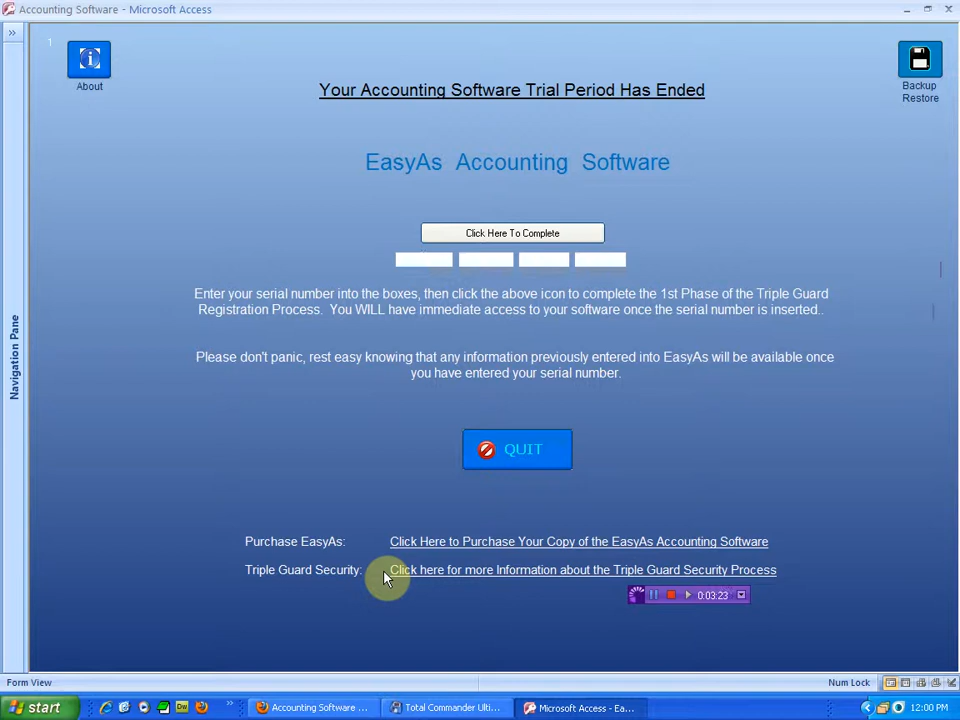 Accounting Software - Microsoft Access
1
About
Your Accounting Software Trial Period Has Ended
Backup
Restore
EasyAs Accounting Software
Click Here To Complete
Enter your serial number into the boxes, then click the above icon to complete the 1st Phase of the Triple Guard
Registration Process. You WILL have immediate access to your software once the serial number is inserted..
Please don't panic, rest easy knowing that any information previously entered into EasyAs will be available once
you have entered your serial number.
Navigation Pane
QUIT
Purchase EasyAs: Click Here to Purchase Your Copy of the EasyAs Accounting Software
Triple Guard Security: Click here for more Information about the Triple Guard Security Process
0:03:23
Form View
Num Lock
start
Dw
Accounting Software ...
Total Commander Ulti...
Microsoft Access - Ea...
12:00 PM